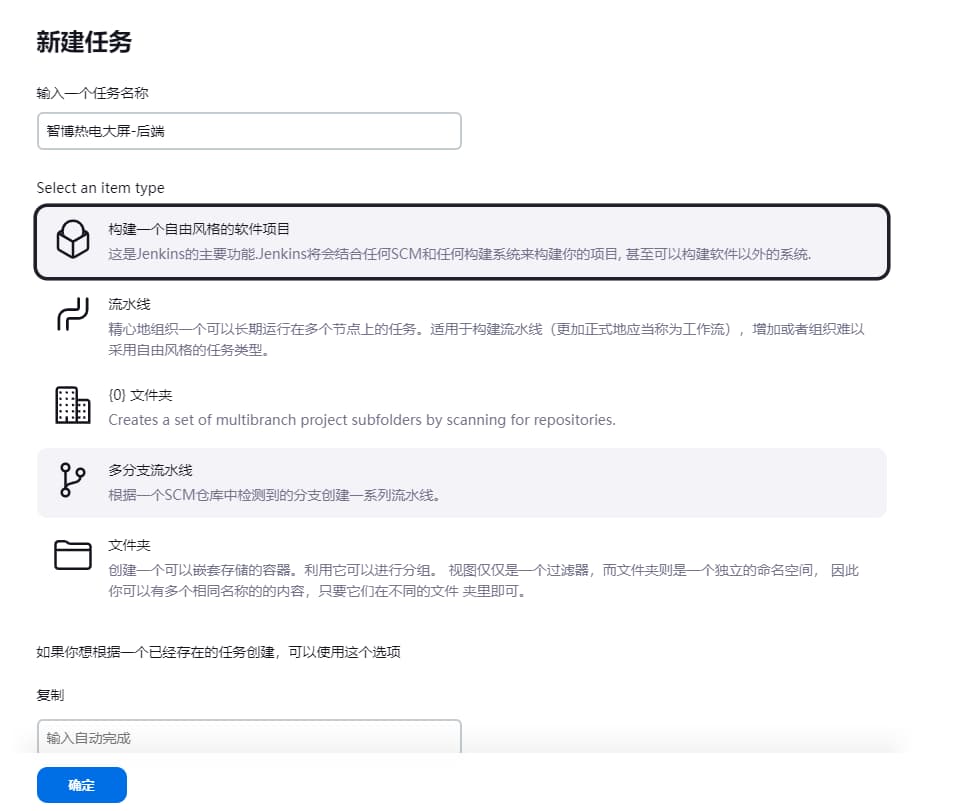 新建任务
输入一个任务名称
智博热电大屏-后端
Select an item type
构建一个自由风格的软件项目
这是Jenkins的主要功能.Jenkins将会结合任何SCM和任何构建系统来构建你的项目, 甚至可以构建软件以外的系统.
流水线
精心地组织一个可以长期运行在多个节点上的任务。适用于构建流水线（更加正式地应当称为工作流），增加或者组织难以
采用自由风格的任务类型。
{0} 文件夹
Creates a set of multibranch project subfolders by scanning for repositories.
多分支流水线
根据一个SCM仓库中检测到的分支创建一系列流水线。
文件夹
创建一个可以嵌套存储的容器。利用它可以进行分组。 视图仅仅是一个过滤器，而文件夹则是一个独立的命名空间， 因此
你可以有多个相同名称的的内容，只要它们在不同的文件 夹里即可。
如果你想根据一个已经存在的任务创建，可以使用这个选项
复制
输入自动完成
确定